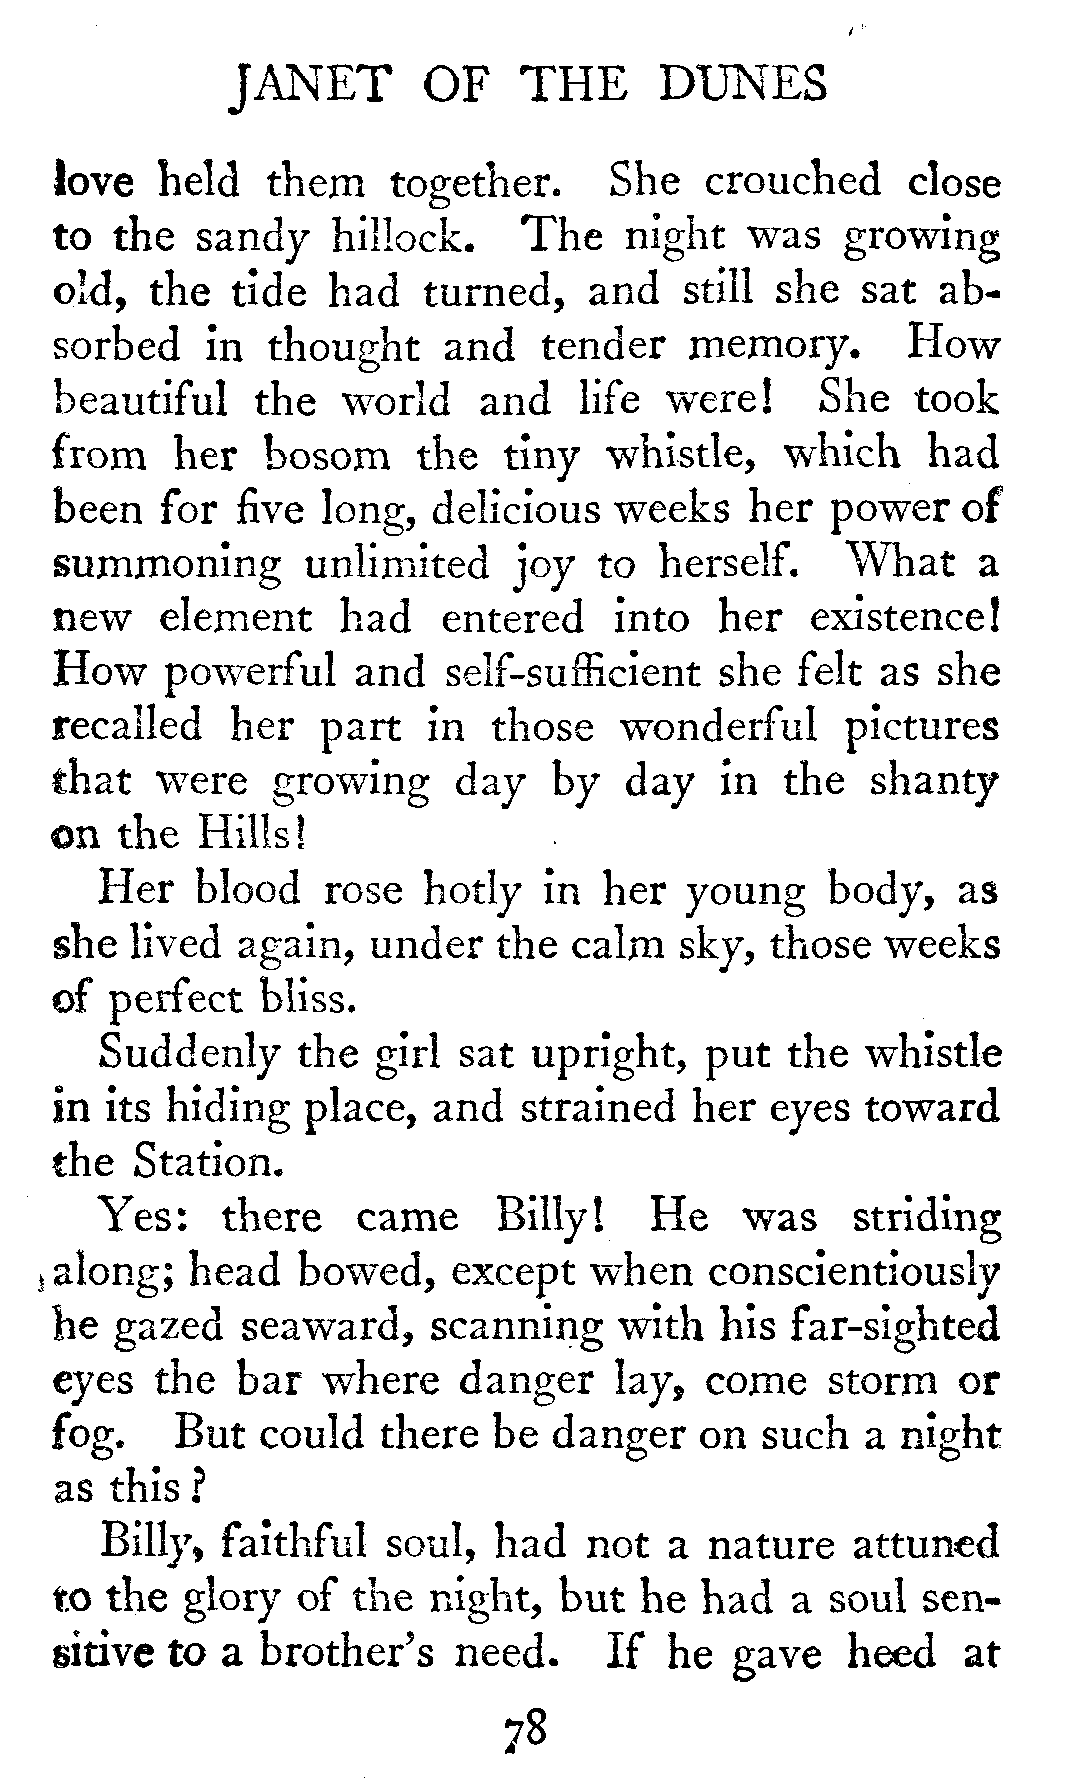 JANET OF THE DUNES
love held them together. She crouched close
to the sandy hillock. The night was growing
old, the tide had turned, and still she sat ab-
sorbed in thought and tender memory. How
beautiful the world and life were! She took
from her bosom the tiny whistle, which had
been for five long, delicious weeks her power of
summoning unlimited joy to herself. What a
new element had entered into her existence!
How powerful and self-sufficient she felt as she
recalled her part in those wonderful pictures
that were growing day by day in the shanty
on the Hills!
Her blood rose hotly in her young body, as
she lived again, under the calm sky, those weeks
of perfect bliss.
Suddenly the girl sat upright, put the whistle
in its hiding place, and strained her eyes toward
the Station.
Yes: there came Billy! He was striding
along; head bowed, except when conscientiously
he gazed seaward, scanning with his far-sighted
eyes the bar where danger lay, come storm or
fog. But could there be danger on such a night
as this?
Billy, faithful soul, had not a nature attuned
to the glory of the night, but he had a soul sen-
sitive to a brother's need. If he gave heed at
78